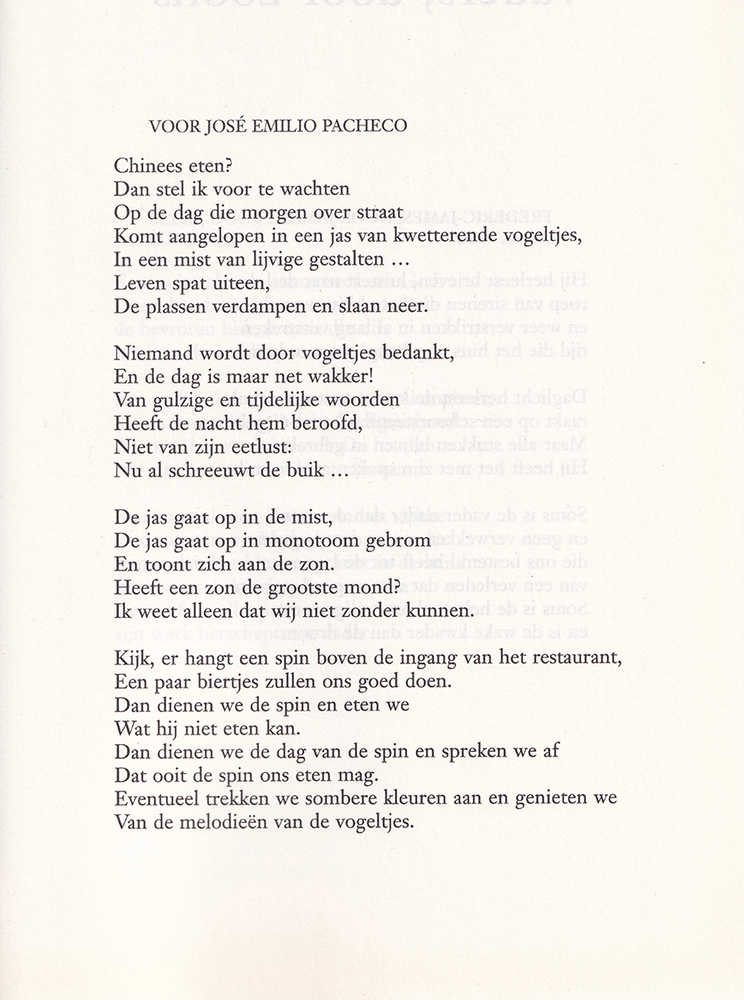 VOOR JOSÉ EMILIO PACHECO
Chinees eten?
Dan stel ik voor te wachten
Op de dag die morgen over straat
Komt aangelopen in een jas van kwetterende vogeltjes,
In een mist van lijvige gestalten …
Leven spat uiteen,
De plassen verdampen en slaan neer.
Niemand wordt door vogeltjes bedankt,
En de dag is maar net wakker!
Van gulzige en tijdelijke woorden
Heeft de nacht hem beroofd,
Niet van zijn eetlust:
Nu al schreeuwt de buik …
De jas gaat op in de mist,
De jas gaat op in monotoom gebrom
En toont zich aan de zon.
Heeft een zon de grootste mond?
Ik weet alleen dat wij niet zonder kunnen.
Kijk, er hangt een spin boven de ingang van het restaurant,
Een paar biertjes zullen ons goed doen.
Dan dienen we de spin en eten we
Wat hij niet eten kan.
Dan dienen we de dag van de spin en spreken we af
Dat ooit de spin ons eten mag.
Eventueel trekken we sombere kleuren aan en genieten we
Van de melodieën van de vogeltjes.